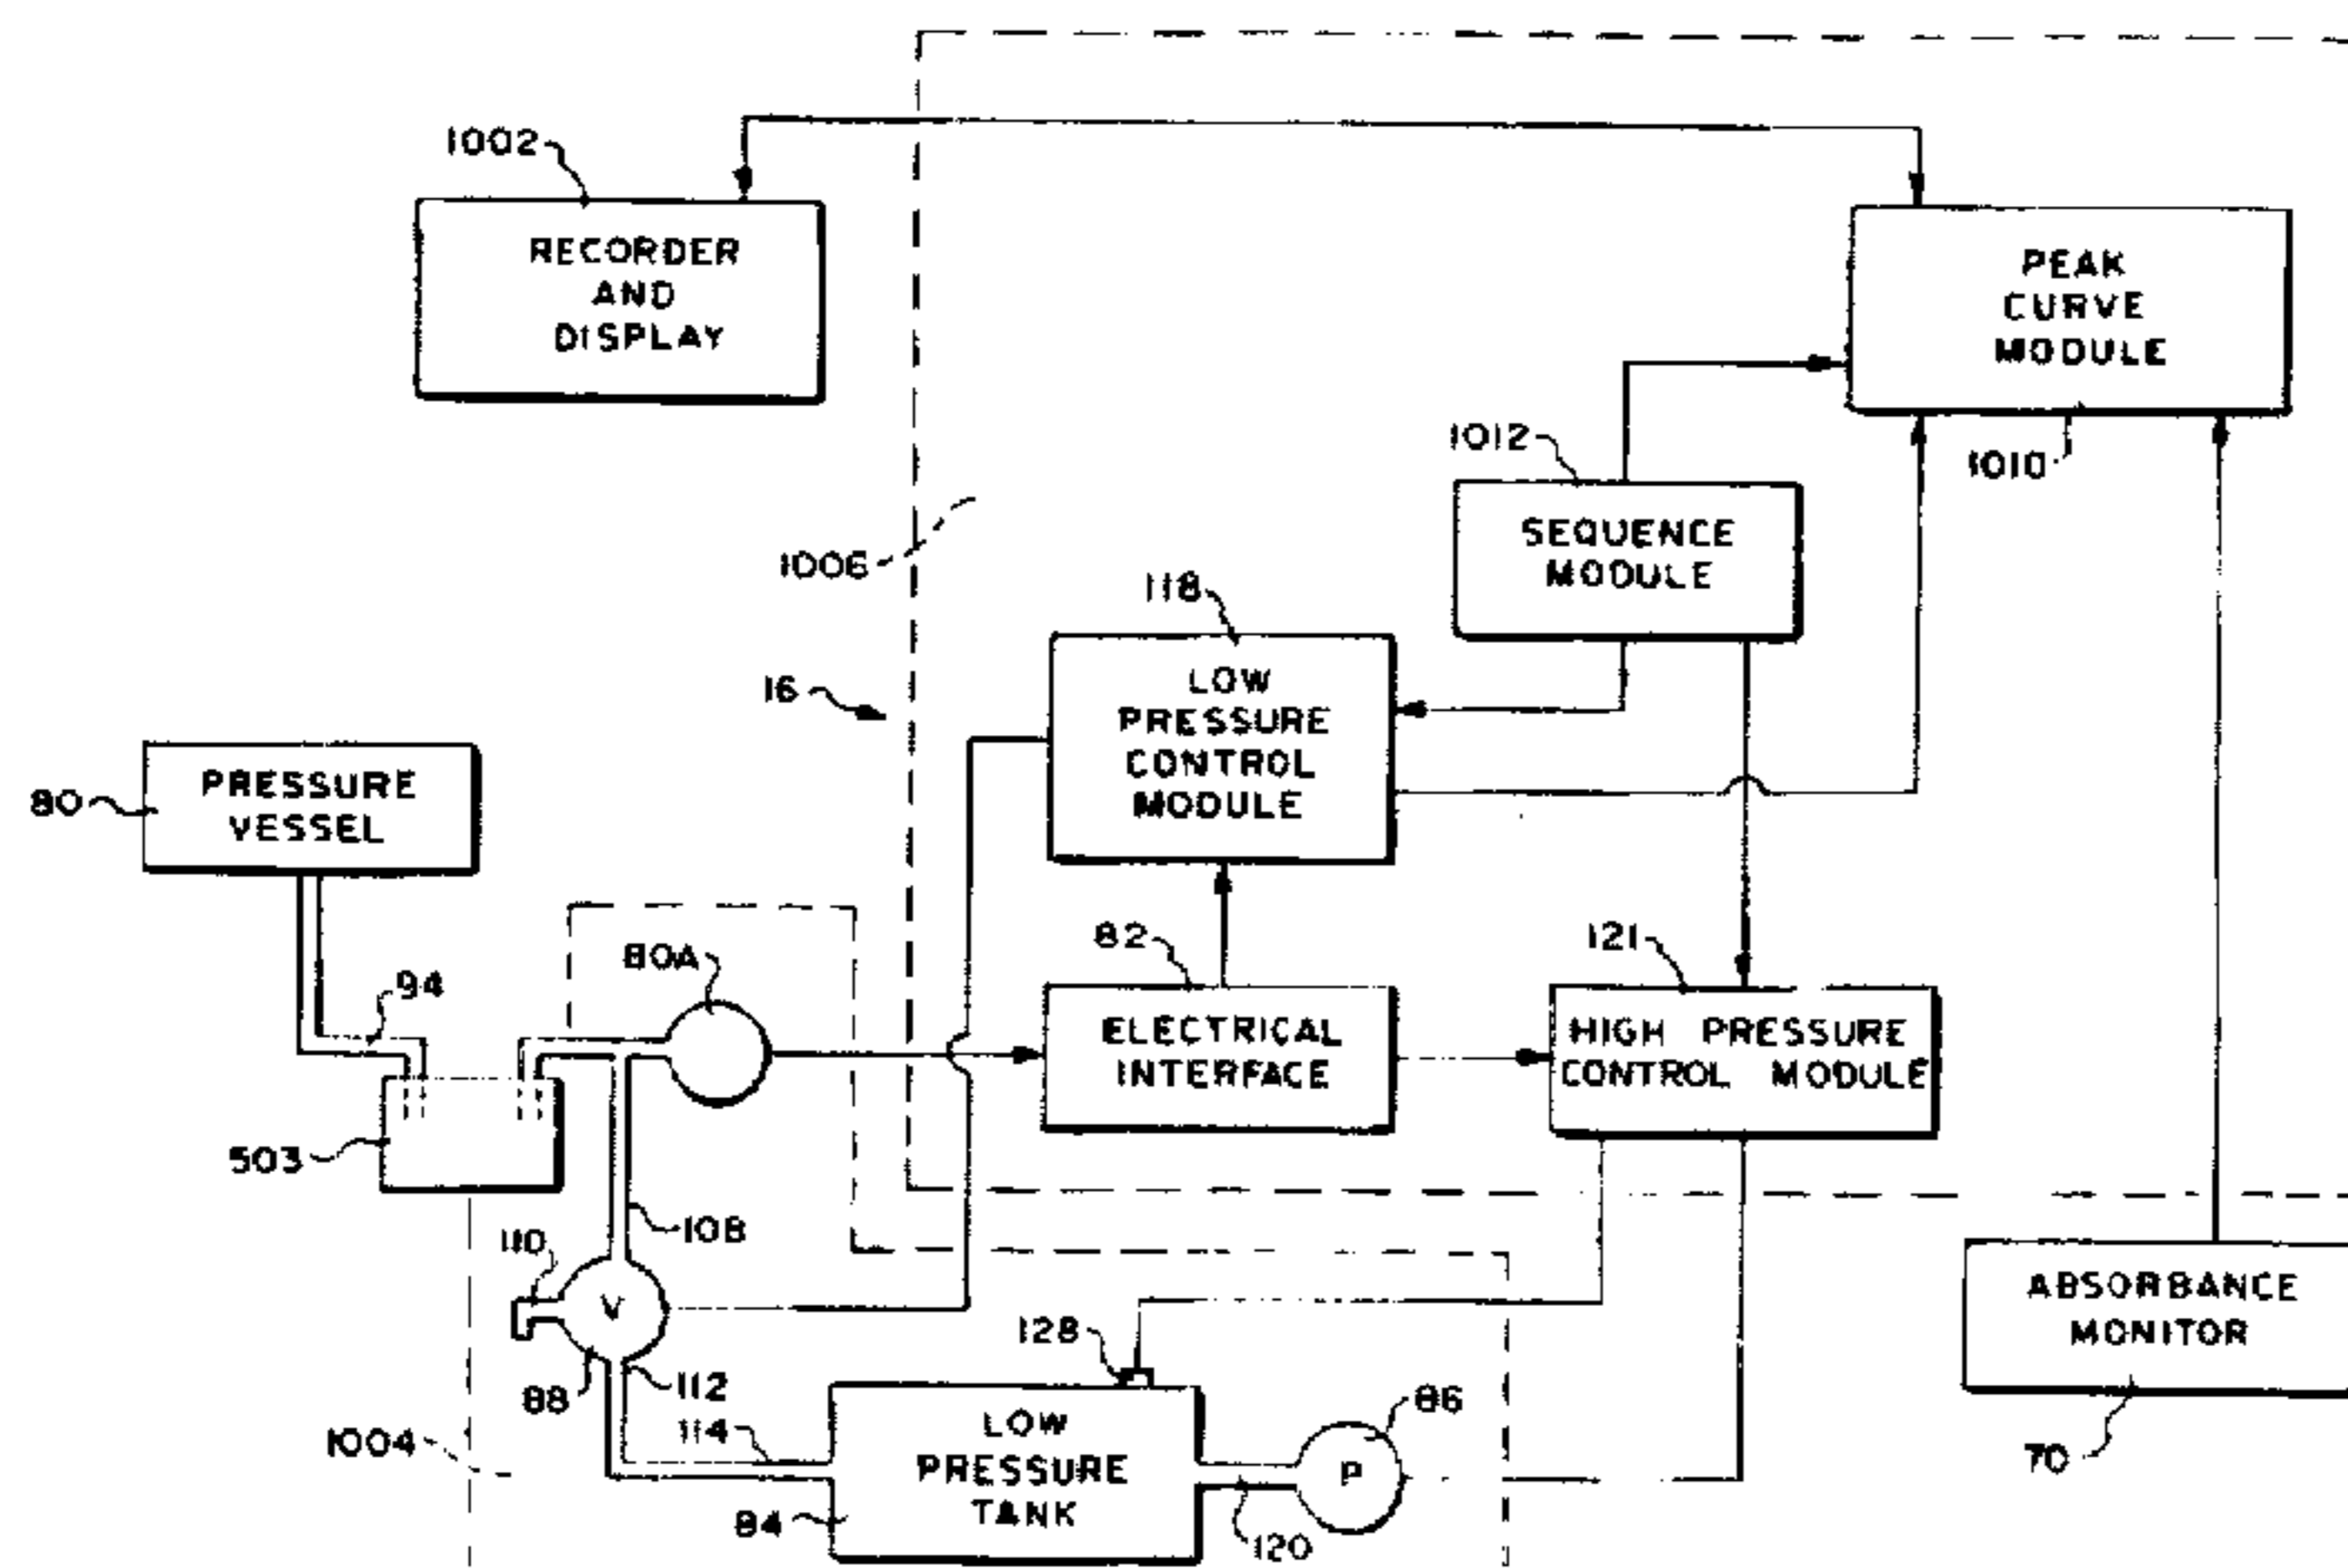 1002
RECORDER
AND
DISPLAY
PEAK
CURVE
MODULE
1010
1012
SEQUENCE
MODULE
1006
118
LOW
PRESSURE
CONTROL
MODULE
16
80
PRESSURE
VESSEL
94
80A
82
ELECTRICAL
INTERFACE
121
HIGH PRESSURE
CONTROL MODULE
503
108
110
V
88
112
114
1004
128
LOW
PRESSURE
TANK
84
86
P
120
ABSORBANCE
MONITOR
70